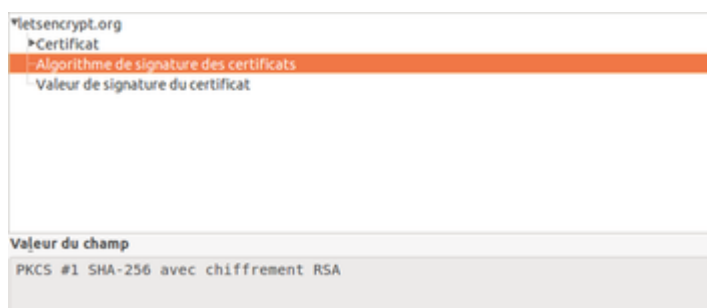 letsencrypt.org
Certificat
Algorithme de signature des certificats
Valeur de signature du certificat
Valeur du champ
PKCS #1 SHA-256 avec chiffrement RSA